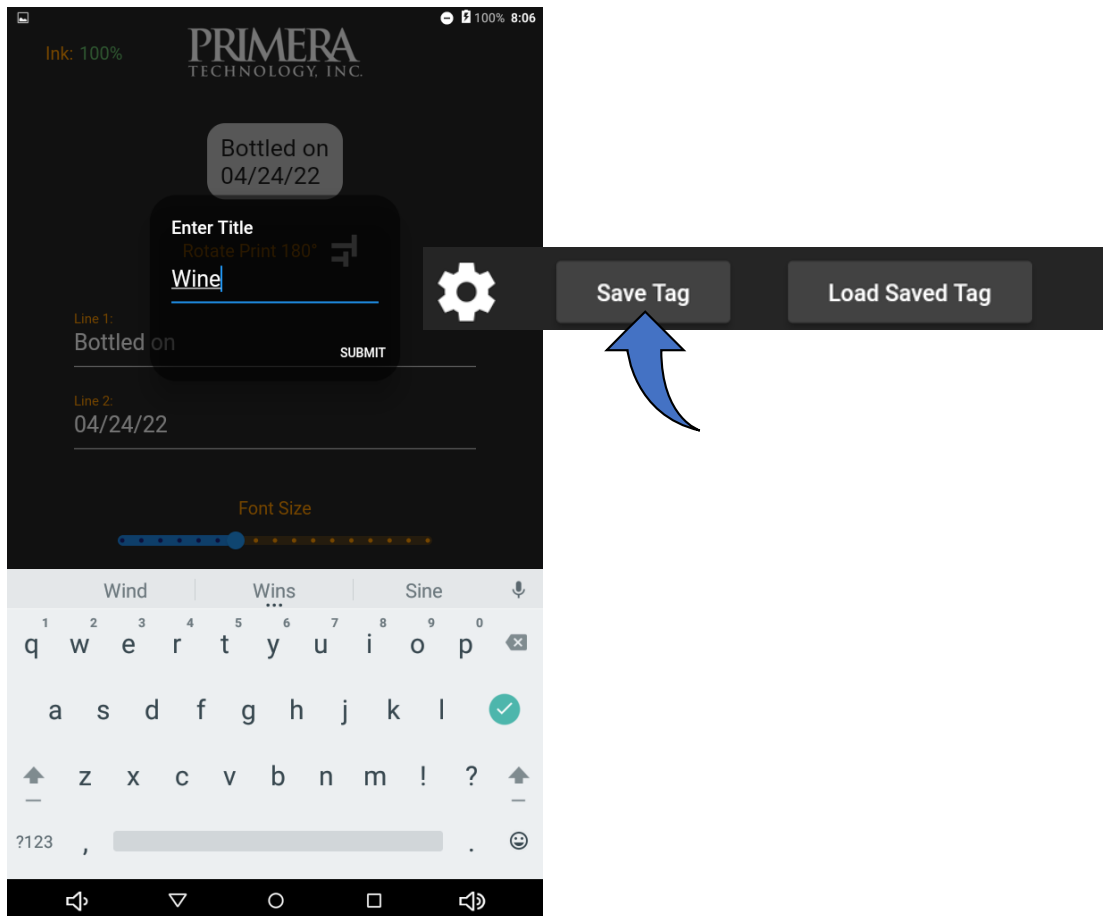 100% 8:06
Ink: 100%
PRIMERA
TECHNOLOGY, INC.
Bottled on
04/24/22
Enter Title
Rotate Print 180°
Wine
SUBMIT
Line 1:
Bottled on
Line 2:
04/24/22
Font Size
Save Tag
Load Saved Tag
Wind Wins Sine
1 2 3 4 5 6 7 8 9 0
q w e r t y u i o p
a s d f g h j k l
z x c v b n m ! ?
?123 , .